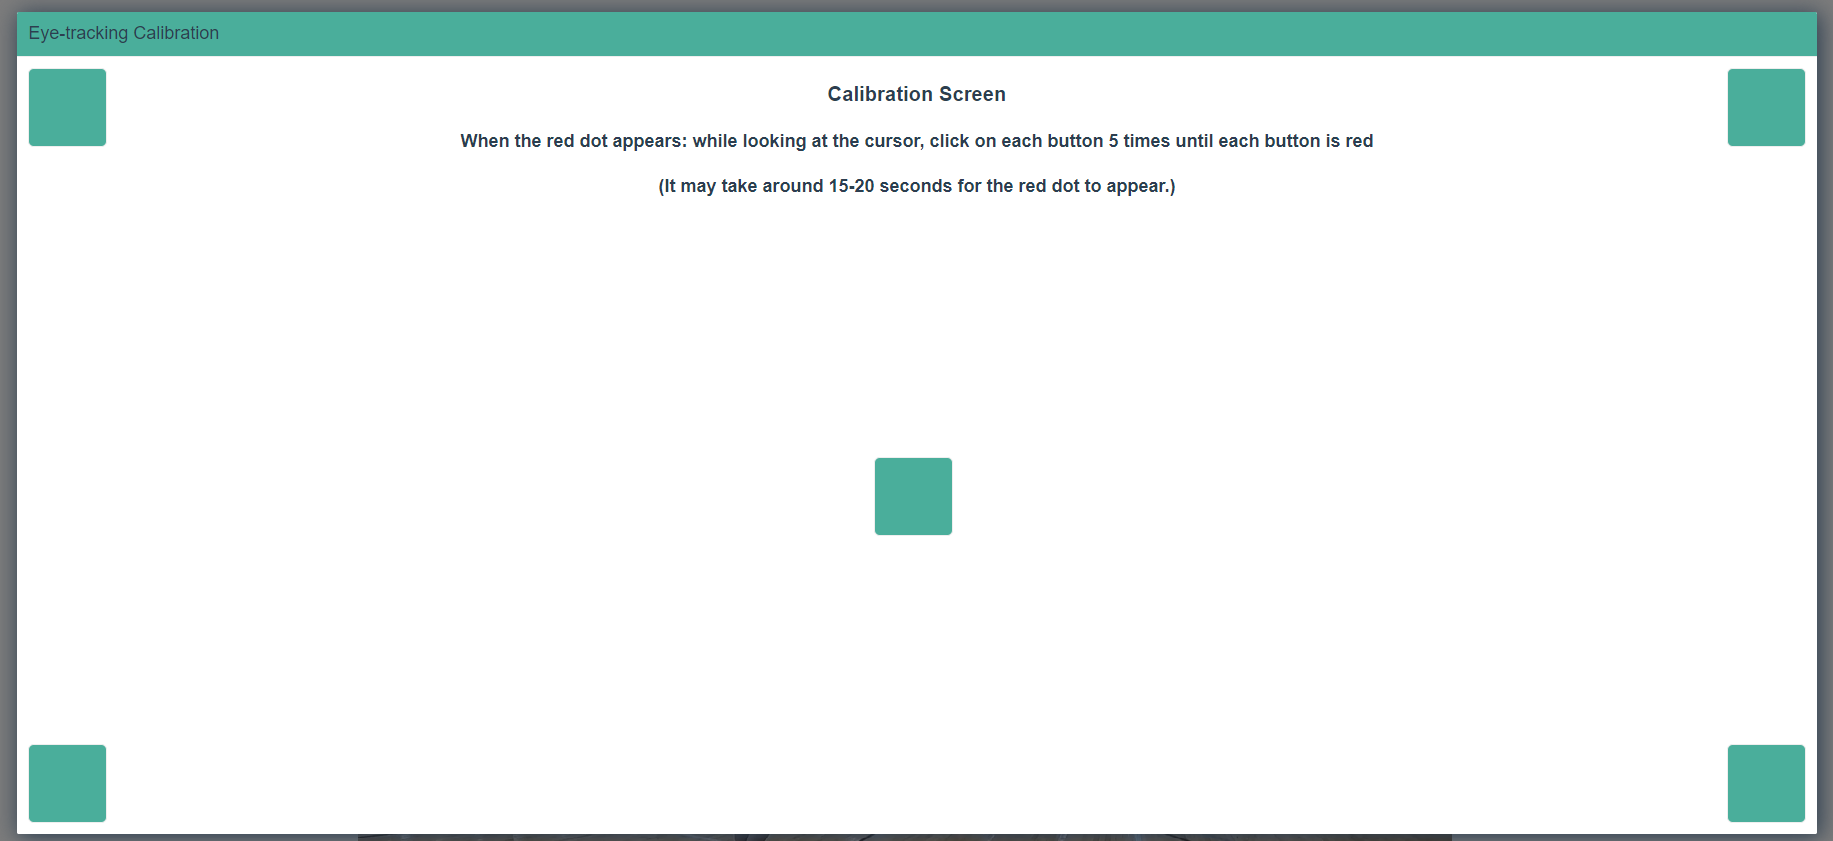 Eye-tracking Calibration
Calibration Screen
When the red dot appears: while looking at the cursor, click on each button 5 times until each button is red
(It may take around 15-20 seconds for the red dot to appear.)